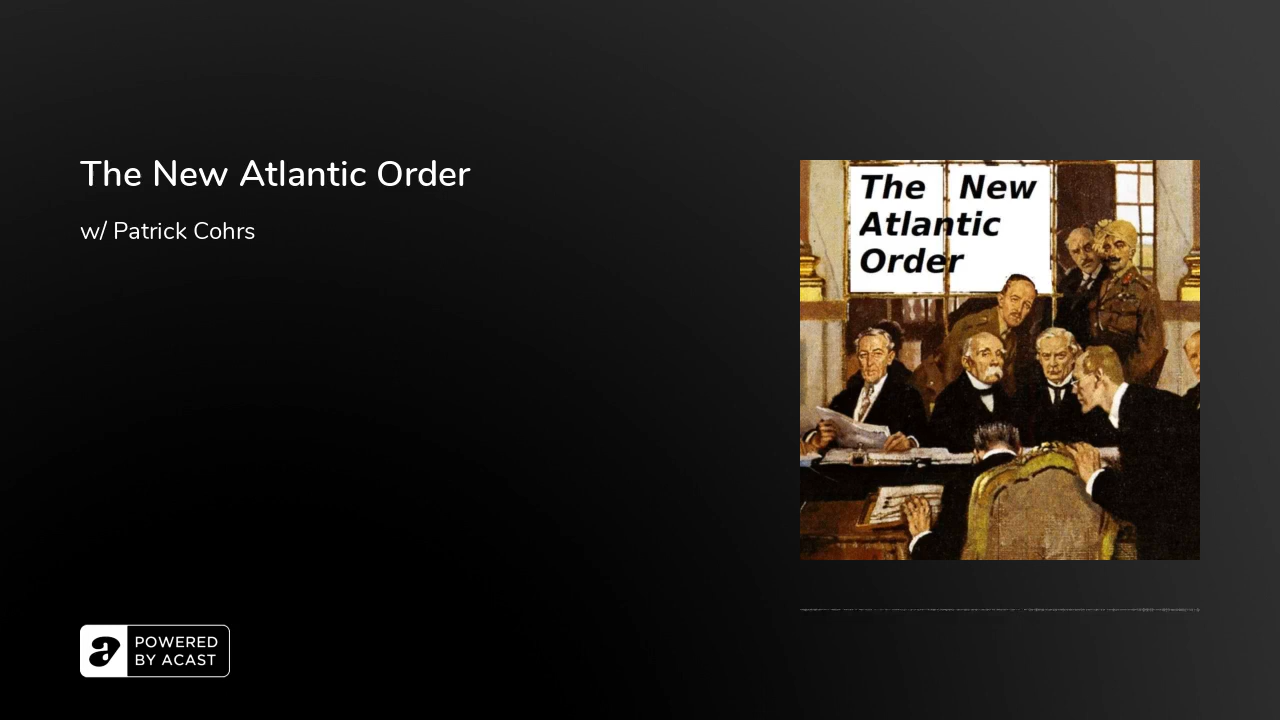 The New Atlantic Order
w/ Patrick Cohrs
The New
Atlantic
Order
POWERED
BY ACAST